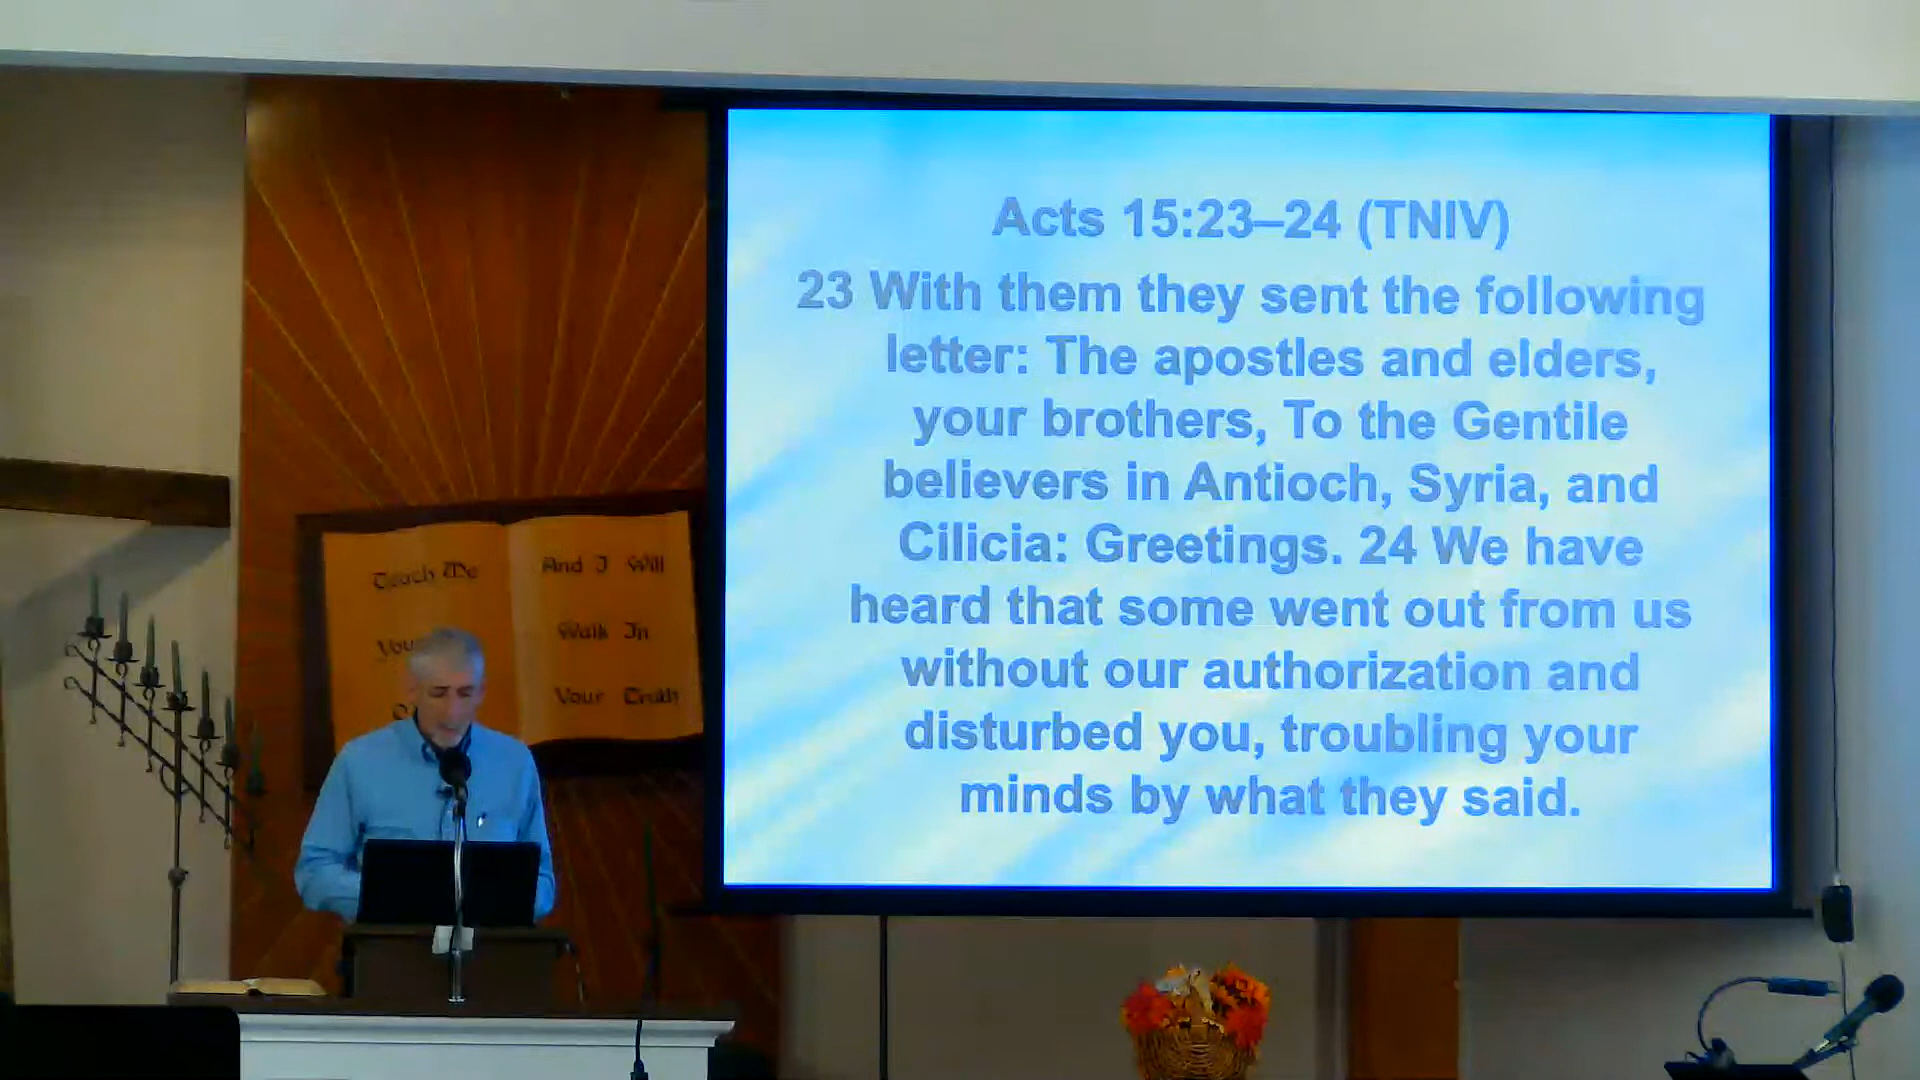 Acts 15:23–24 (TNIV)
23 With them they sent the following
letter: The apostles and elders,
your brothers, To the Gentile
believers in Antioch, Syria, and
Cilicia: Greetings. 24 We have
heard that some went out from us
without our authorization and
disturbed you, troubling your
minds by what they said.
Teach Me
And I Will
Walk In
Your Truth